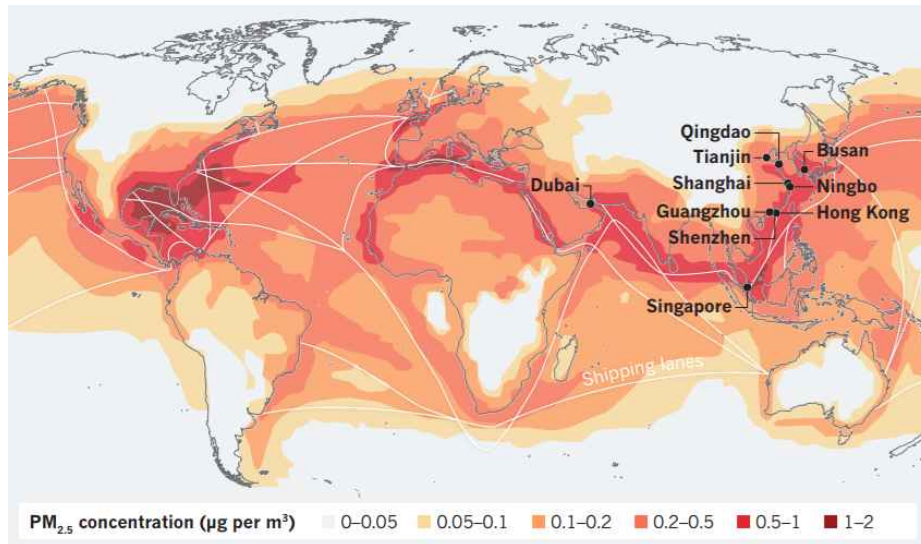 Qingdao
Busan
Tianjin
Dubai
Shanghai
Ningbo
Guangzhou
Hong Kong
Shenzhen
Singapore
Shipping lanes
PM2.5 concentration (µg per m³) 0–0.05 0.05–0.1 0.1–0.2 0.2–0.5 0.5–1 1–2